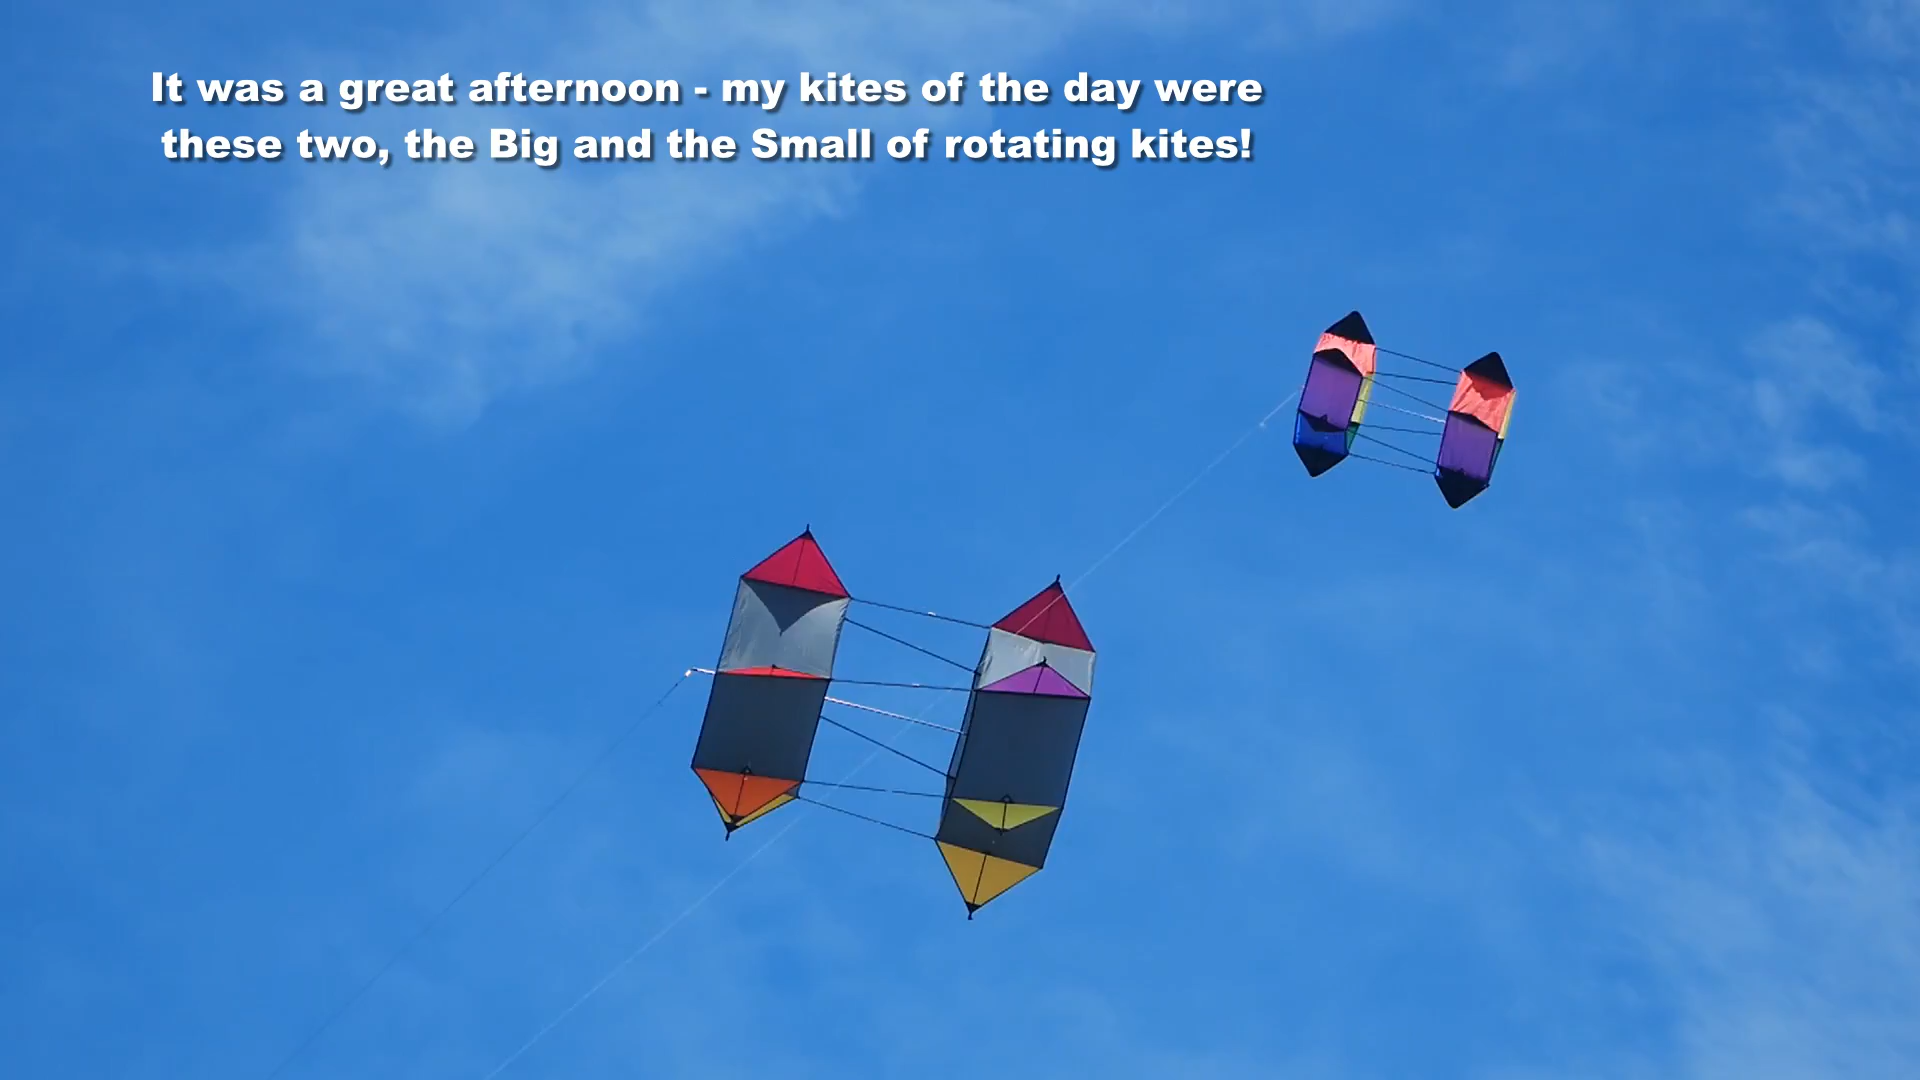 It was a great afternoon - my kites of the day were
these two, the Big and the Small of rotating kites!